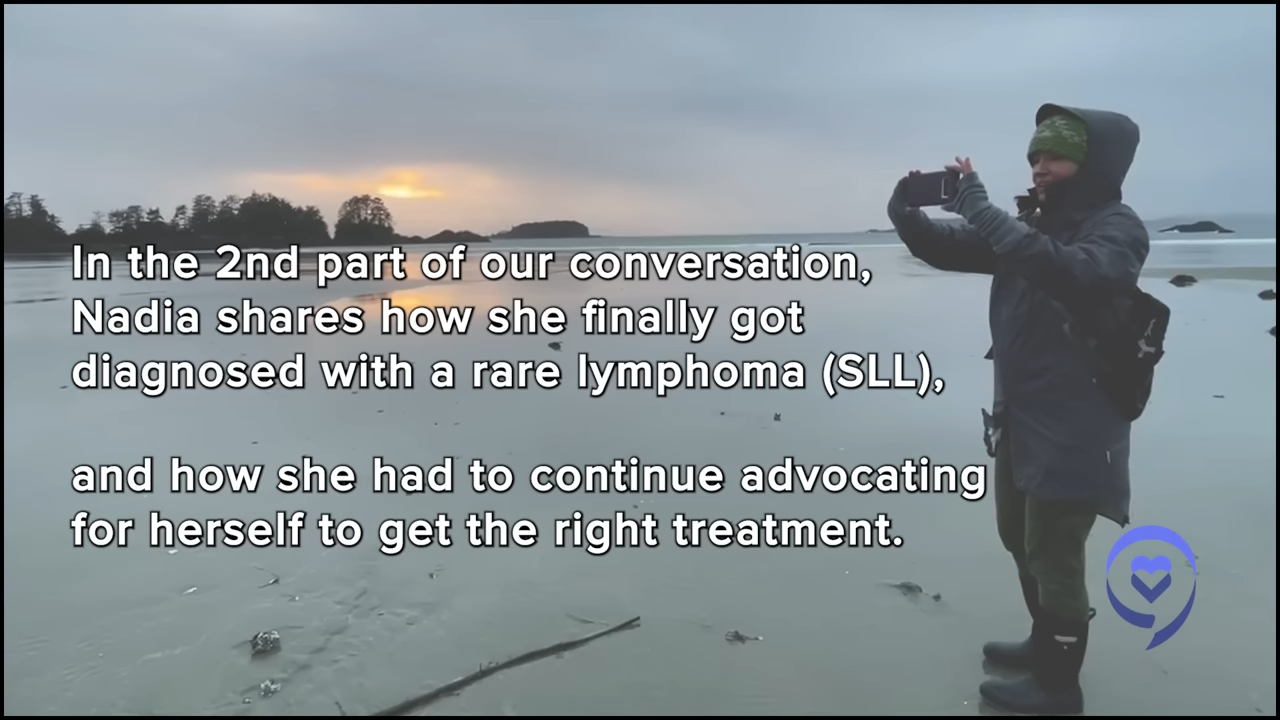 In the 2nd part of our conversation,
Nadia shares how she finally got
diagnosed with a rare lymphoma (SLL),
and how she had to continue advocating
for herself to get the right treatment.